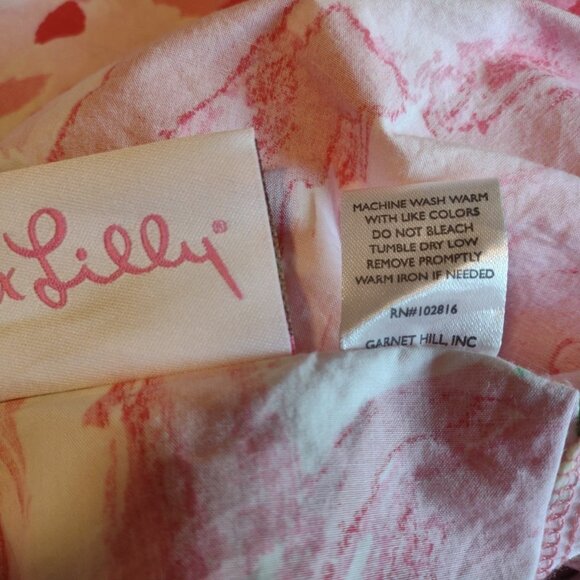 x Lilly®
MACHINE WASH WARM
WITH LIKE COLORS
DO NOT BLEACH
TUMBLE DRY LOW
REMOVE PROMPTLY
WARM IRON IF NEEDED
RN#102816
GARNET HILL, INC